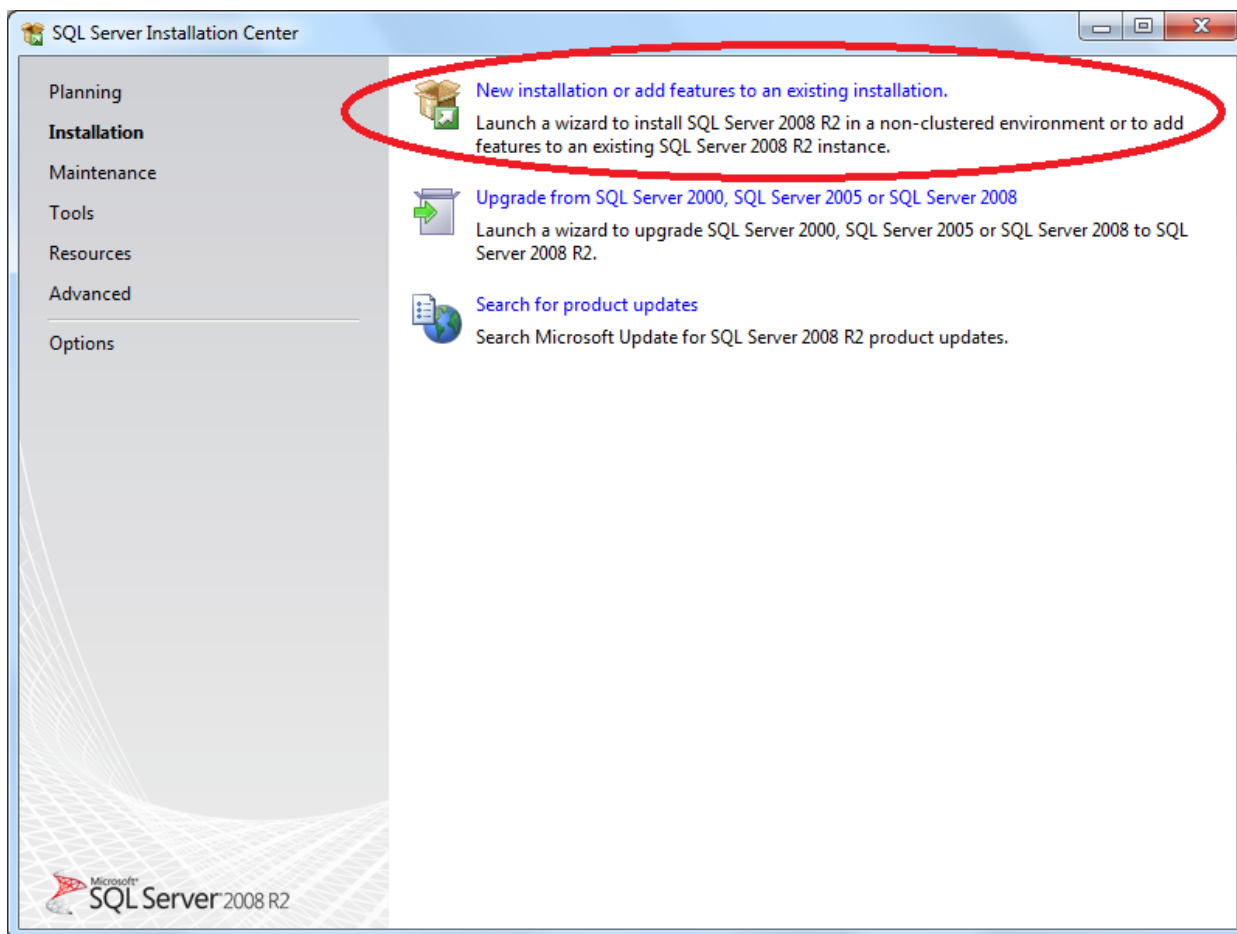 SQL Server Installation Center
Planning
Installation
Maintenance
Tools
Resources
Advanced
Options
New installation or add features to an existing installation.
Launch a wizard to install SQL Server 2008 R2 in a non-clustered environment or to add
features to an existing SQL Server 2008 R2 instance.
Upgrade from SQL Server 2000, SQL Server 2005 or SQL Server 2008
Launch a wizard to upgrade SQL Server 2000, SQL Server 2005 or SQL Server 2008 to SQL
Server 2008 R2.
Search for product updates
Search Microsoft Update for SQL Server 2008 R2 product updates.
Microsoft®
SQL Server 2008 R2